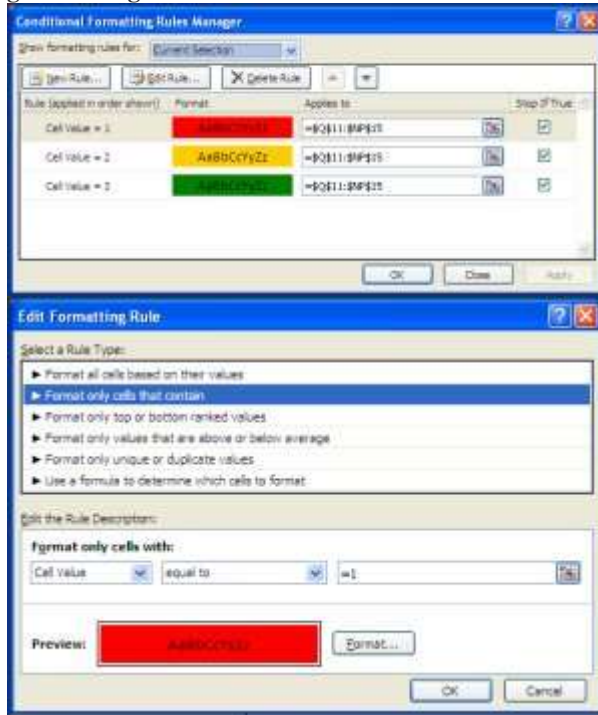 Conditional Formatting Rules Manager
Show formatting rules for: Current Selection
New Rule... Edit Rule... Delete Rule
Rule (applied in order shown) Format Applies to Stop If True
Cell Value = 1 AaBbCcYyZz
Cell Value = 2 AaBbCcYyZz
Cell Value = 3 AaBbCcYyZz
OK Close Apply
Edit Formatting Rule
Select a Rule Type:
► Format all cells based on their values
► Format only cells that contain
► Format only top or bottom ranked values
► Format only values that are above or below average
► Format only unique or duplicate values
► Use a formula to determine which cells to format
Edit the Rule Description:
Format only cells with:
Cell Value equal to =1
Preview: AaBbCcYyZz Format...
OK Cancel